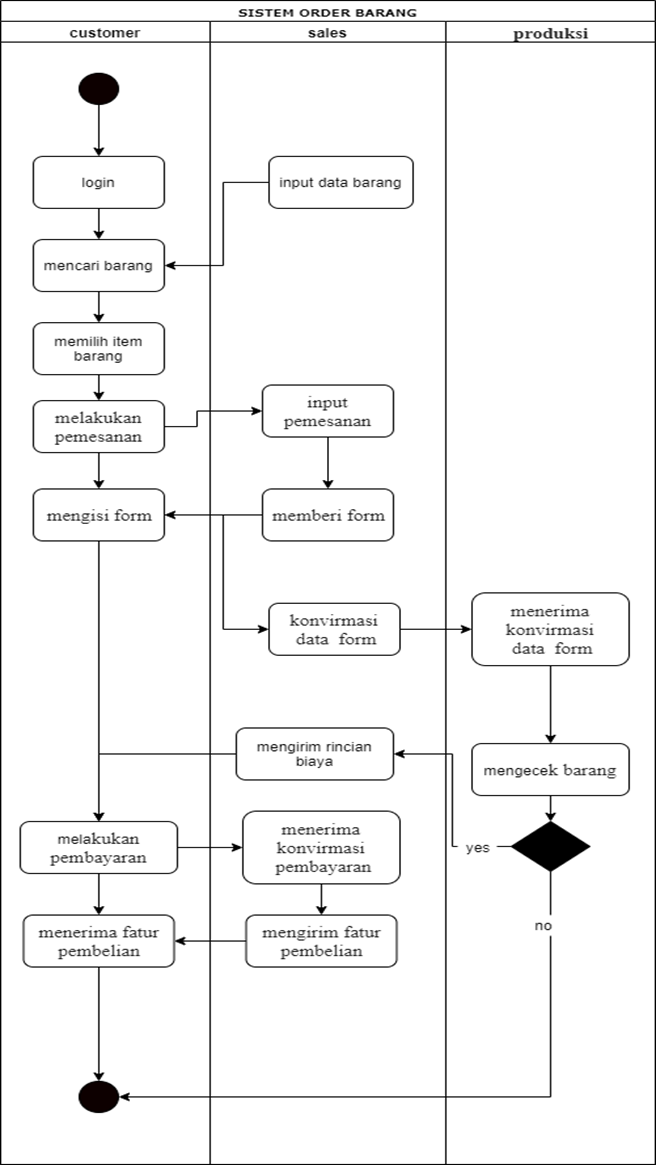 SISTEM ORDER BARANG
customer
sales
produksi
login
input data barang
mencari barang
memilih item
barang
melakukan
pemesanan
input
pemesanan
mengisi form
memberi form
konvirmasi
data form
menerima
konvirmasi
data form
mengirim rincian
biaya
mengecek barang
melakukan
pembayaran
menerima
konvirmasi
pembayaran
yes
menerima fatur
pembelian
mengirim fatur
pembelian
no